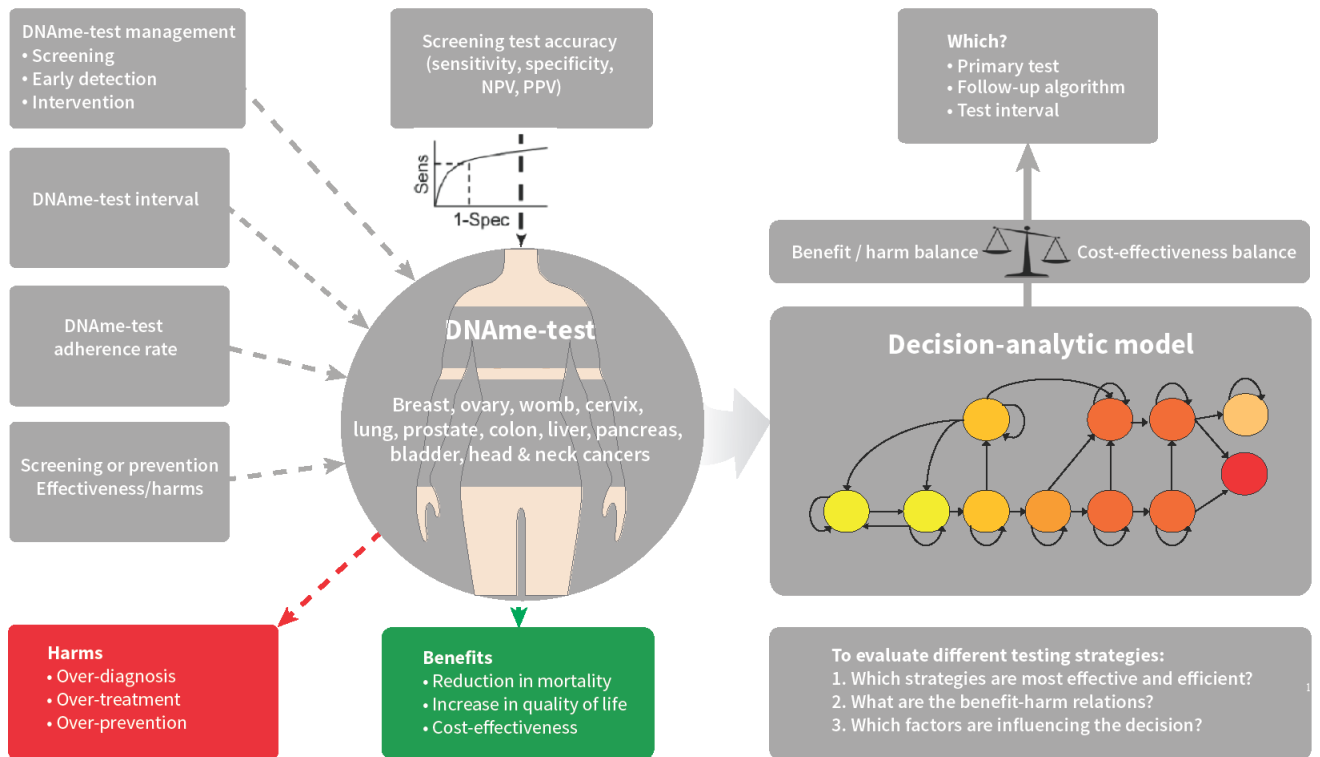 DNAme-test management
• Screening
• Early detection
• Intervention
DNAme-test interval
DNAme-test
adherence rate
Screening or prevention
Effectiveness/harms
Screening test accuracy
(sensitivity, specificity,
NPV, PPV)
Sens
1-Spec
DNAme-test
Breast, ovary, womb, cervix,
lung, prostate, colon, liver, pancreas,
bladder, head & neck cancers
Harms
• Over-diagnosis
• Over-treatment
• Over-prevention
Benefits
• Reduction in mortality
• Increase in quality of life
• Cost-effectiveness
Which?
• Primary test
• Follow-up algorithm
• Test interval
Benefit / harm balance
Cost-effectiveness balance
Decision-analytic model
To evaluate different testing strategies:
1. Which strategies are most effective and efficient?
2. What are the benefit-harm relations?
3. Which factors are influencing the decision?
1